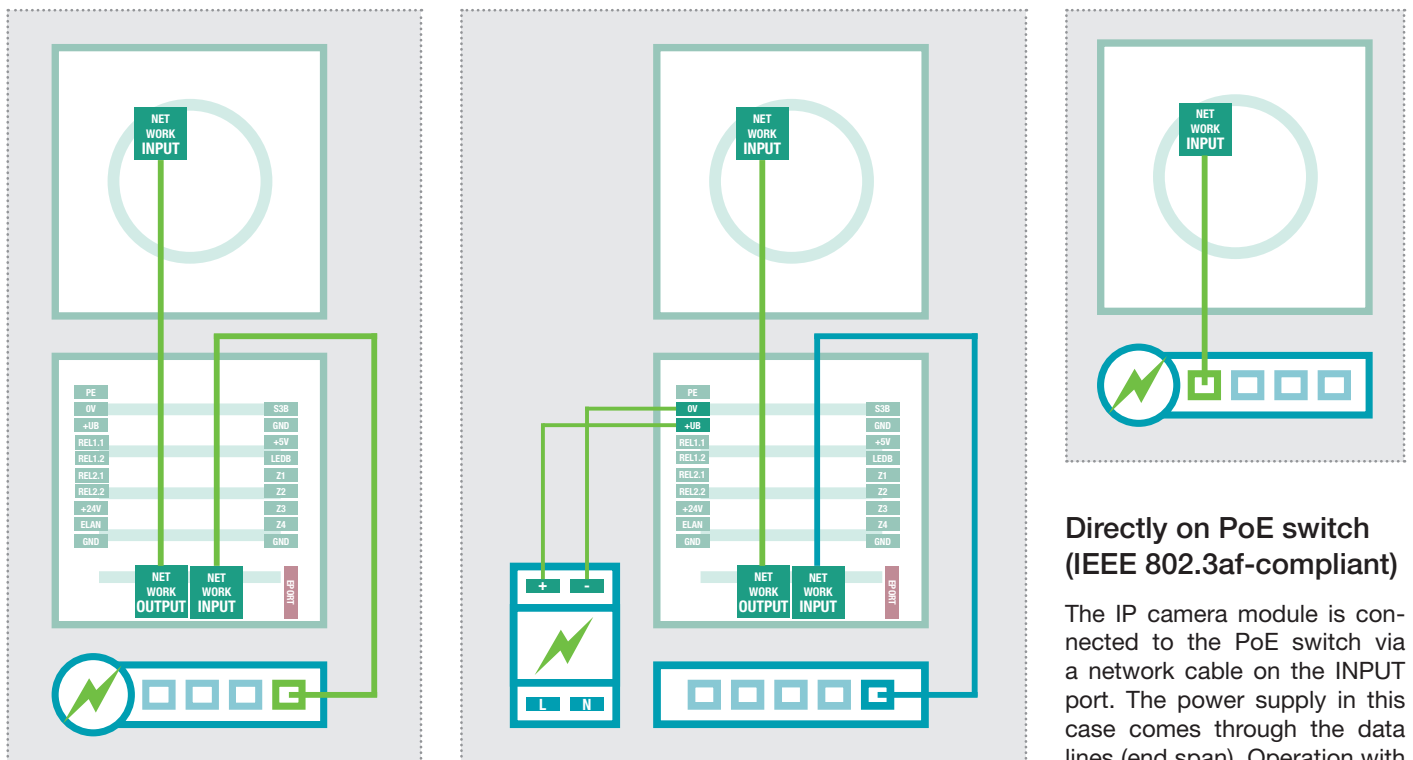 NET
WORK
INPUT
PE
0V
+UB
REL1.1
REL1.2
REL2.1
REL2.2
+24V
ELAN
GND
S3B
GND
+5V
LEDB
Z1
Z2
Z3
Z4
GND
NET
WORK
OUTPUT
NET
WORK
INPUT
EPORT
NET
WORK
INPUT
PE
0V
+UB
REL1.1
REL1.2
REL2.1
REL2.2
+24V
ELAN
GND
S3B
GND
+5V
LEDB
Z1
Z2
Z3
Z4
GND
NET
WORK
OUTPUT
NET
WORK
INPUT
EPORT
+ -
L N
NET
WORK
INPUT
Directly on PoE switch
(IEEE 802.3af-compliant)
The IP camera module is con-
nected to the PoE switch via
a network cable on the INPUT
port. The power supply in this
case comes through the data
lines (end span). Operation with